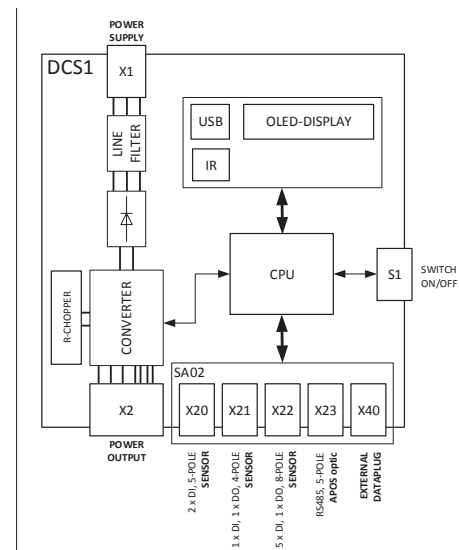 POWER
SUPPLY
DCS1
X1
LINE
FILTER
USB
OLED-DISPLAY
IR
CPU
S1
SWITCH
ON/OFF
R-CHOPPER
CONVERTER
SA02
X2
X20
X21
X22
X23
X40
POWER
OUTPUT
2 x DI, 5-POLE
SENSOR
1 x DI, 1 x DO, 4-POLE
SENSOR
5 x DI, 1 x DO, 8-POLE
SENSOR
RS485, 5-POLE
APOS optic
EXTERNAL
DATAPLUG